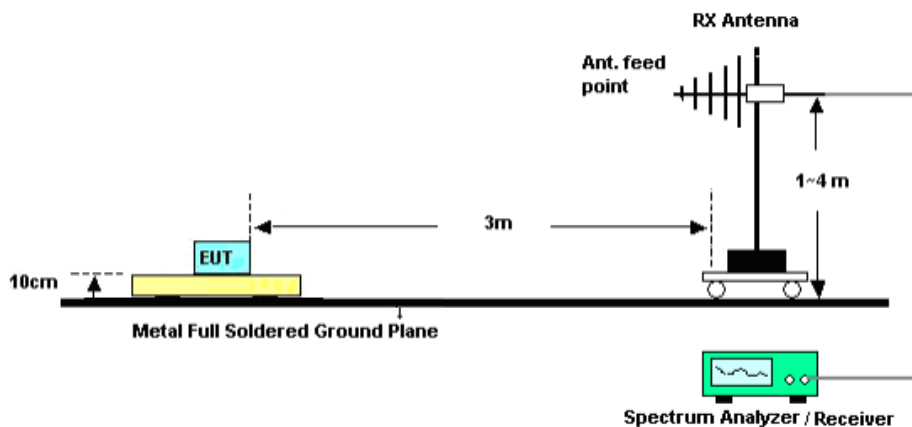 RX Antenna
Ant. feed
point
1~4 m
3m
EUT
10cm
Metal Full Soldered Ground Plane
Spectrum Analyzer / Receiver